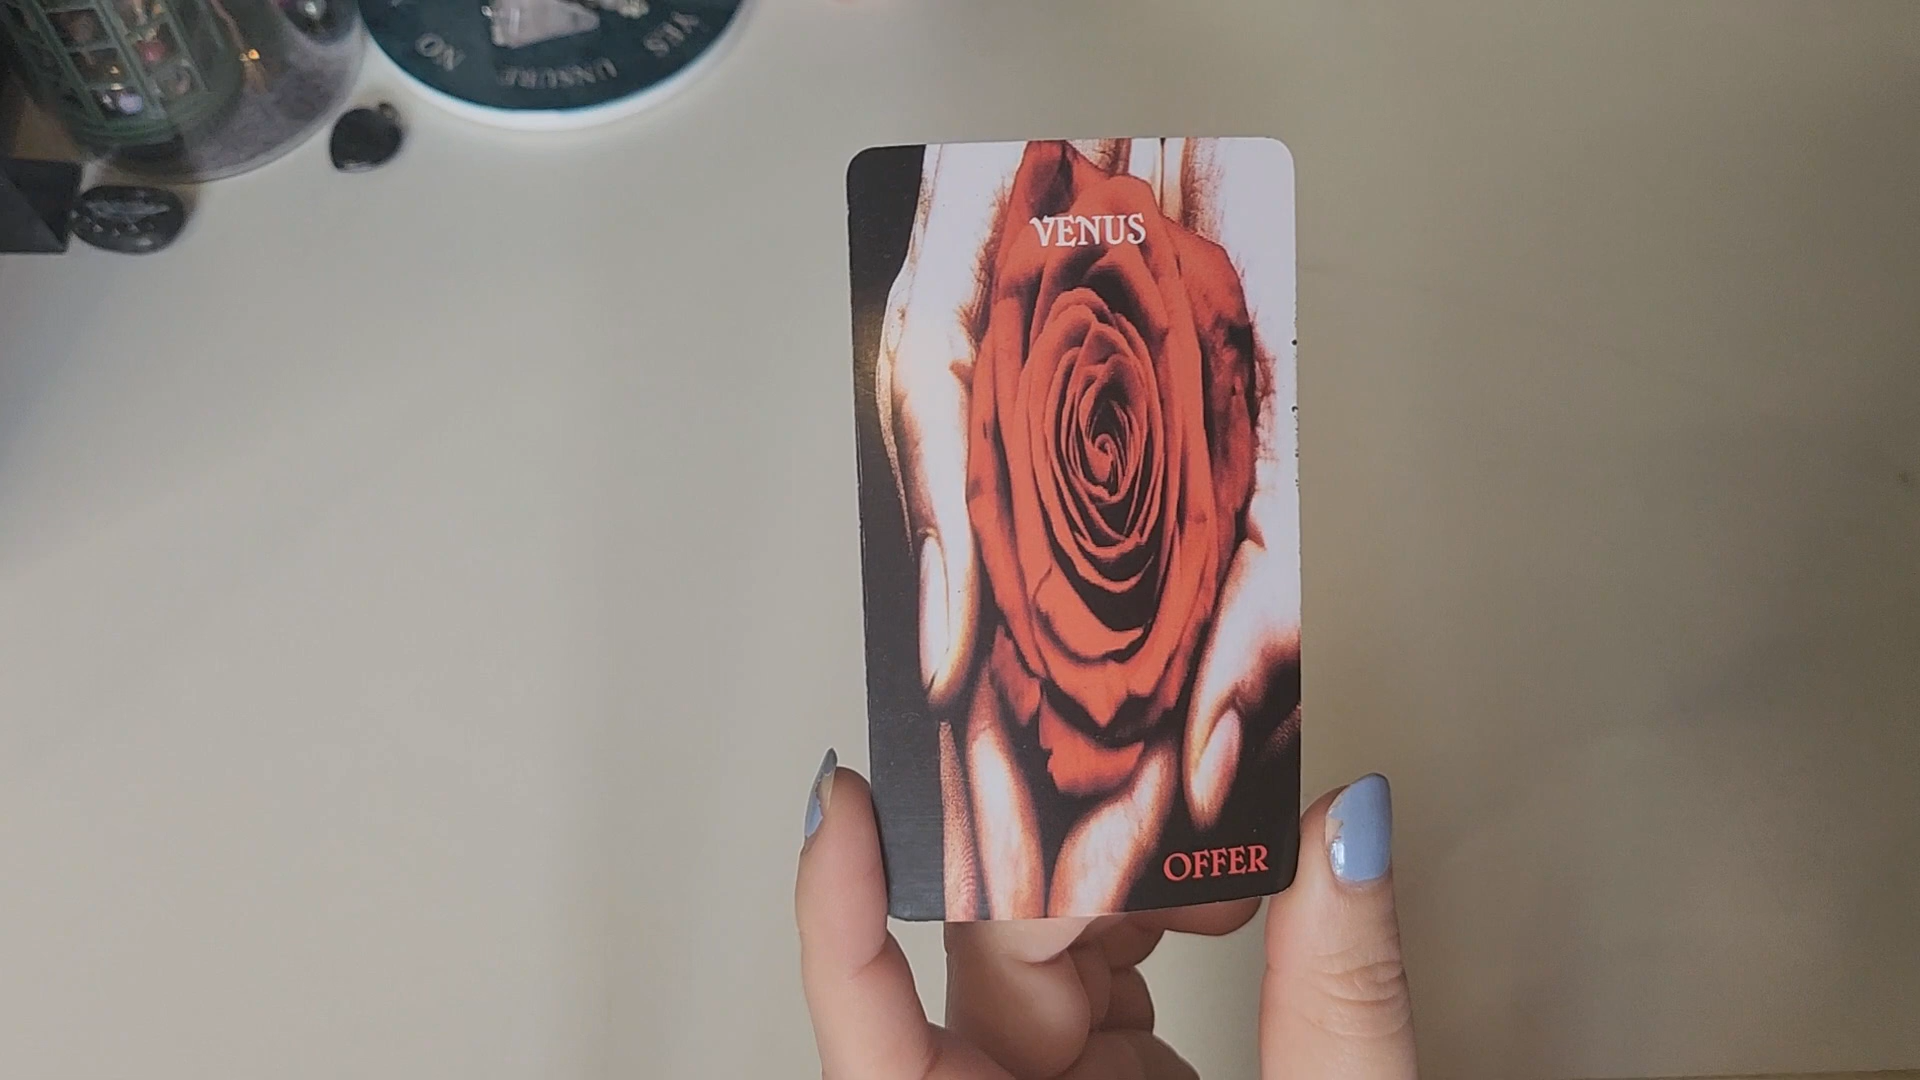 NO
UNSURE
YES
VENUS
OFFER